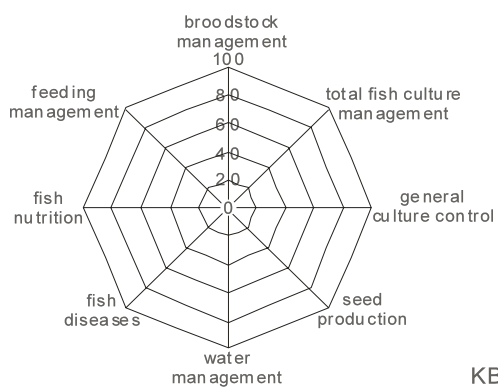 broodstock
management
100
80
60
40
20
0
total fish culture
management
general
culture control
seed
production
water
management
fish
diseases
fish
nutrition
feeding
management
KB